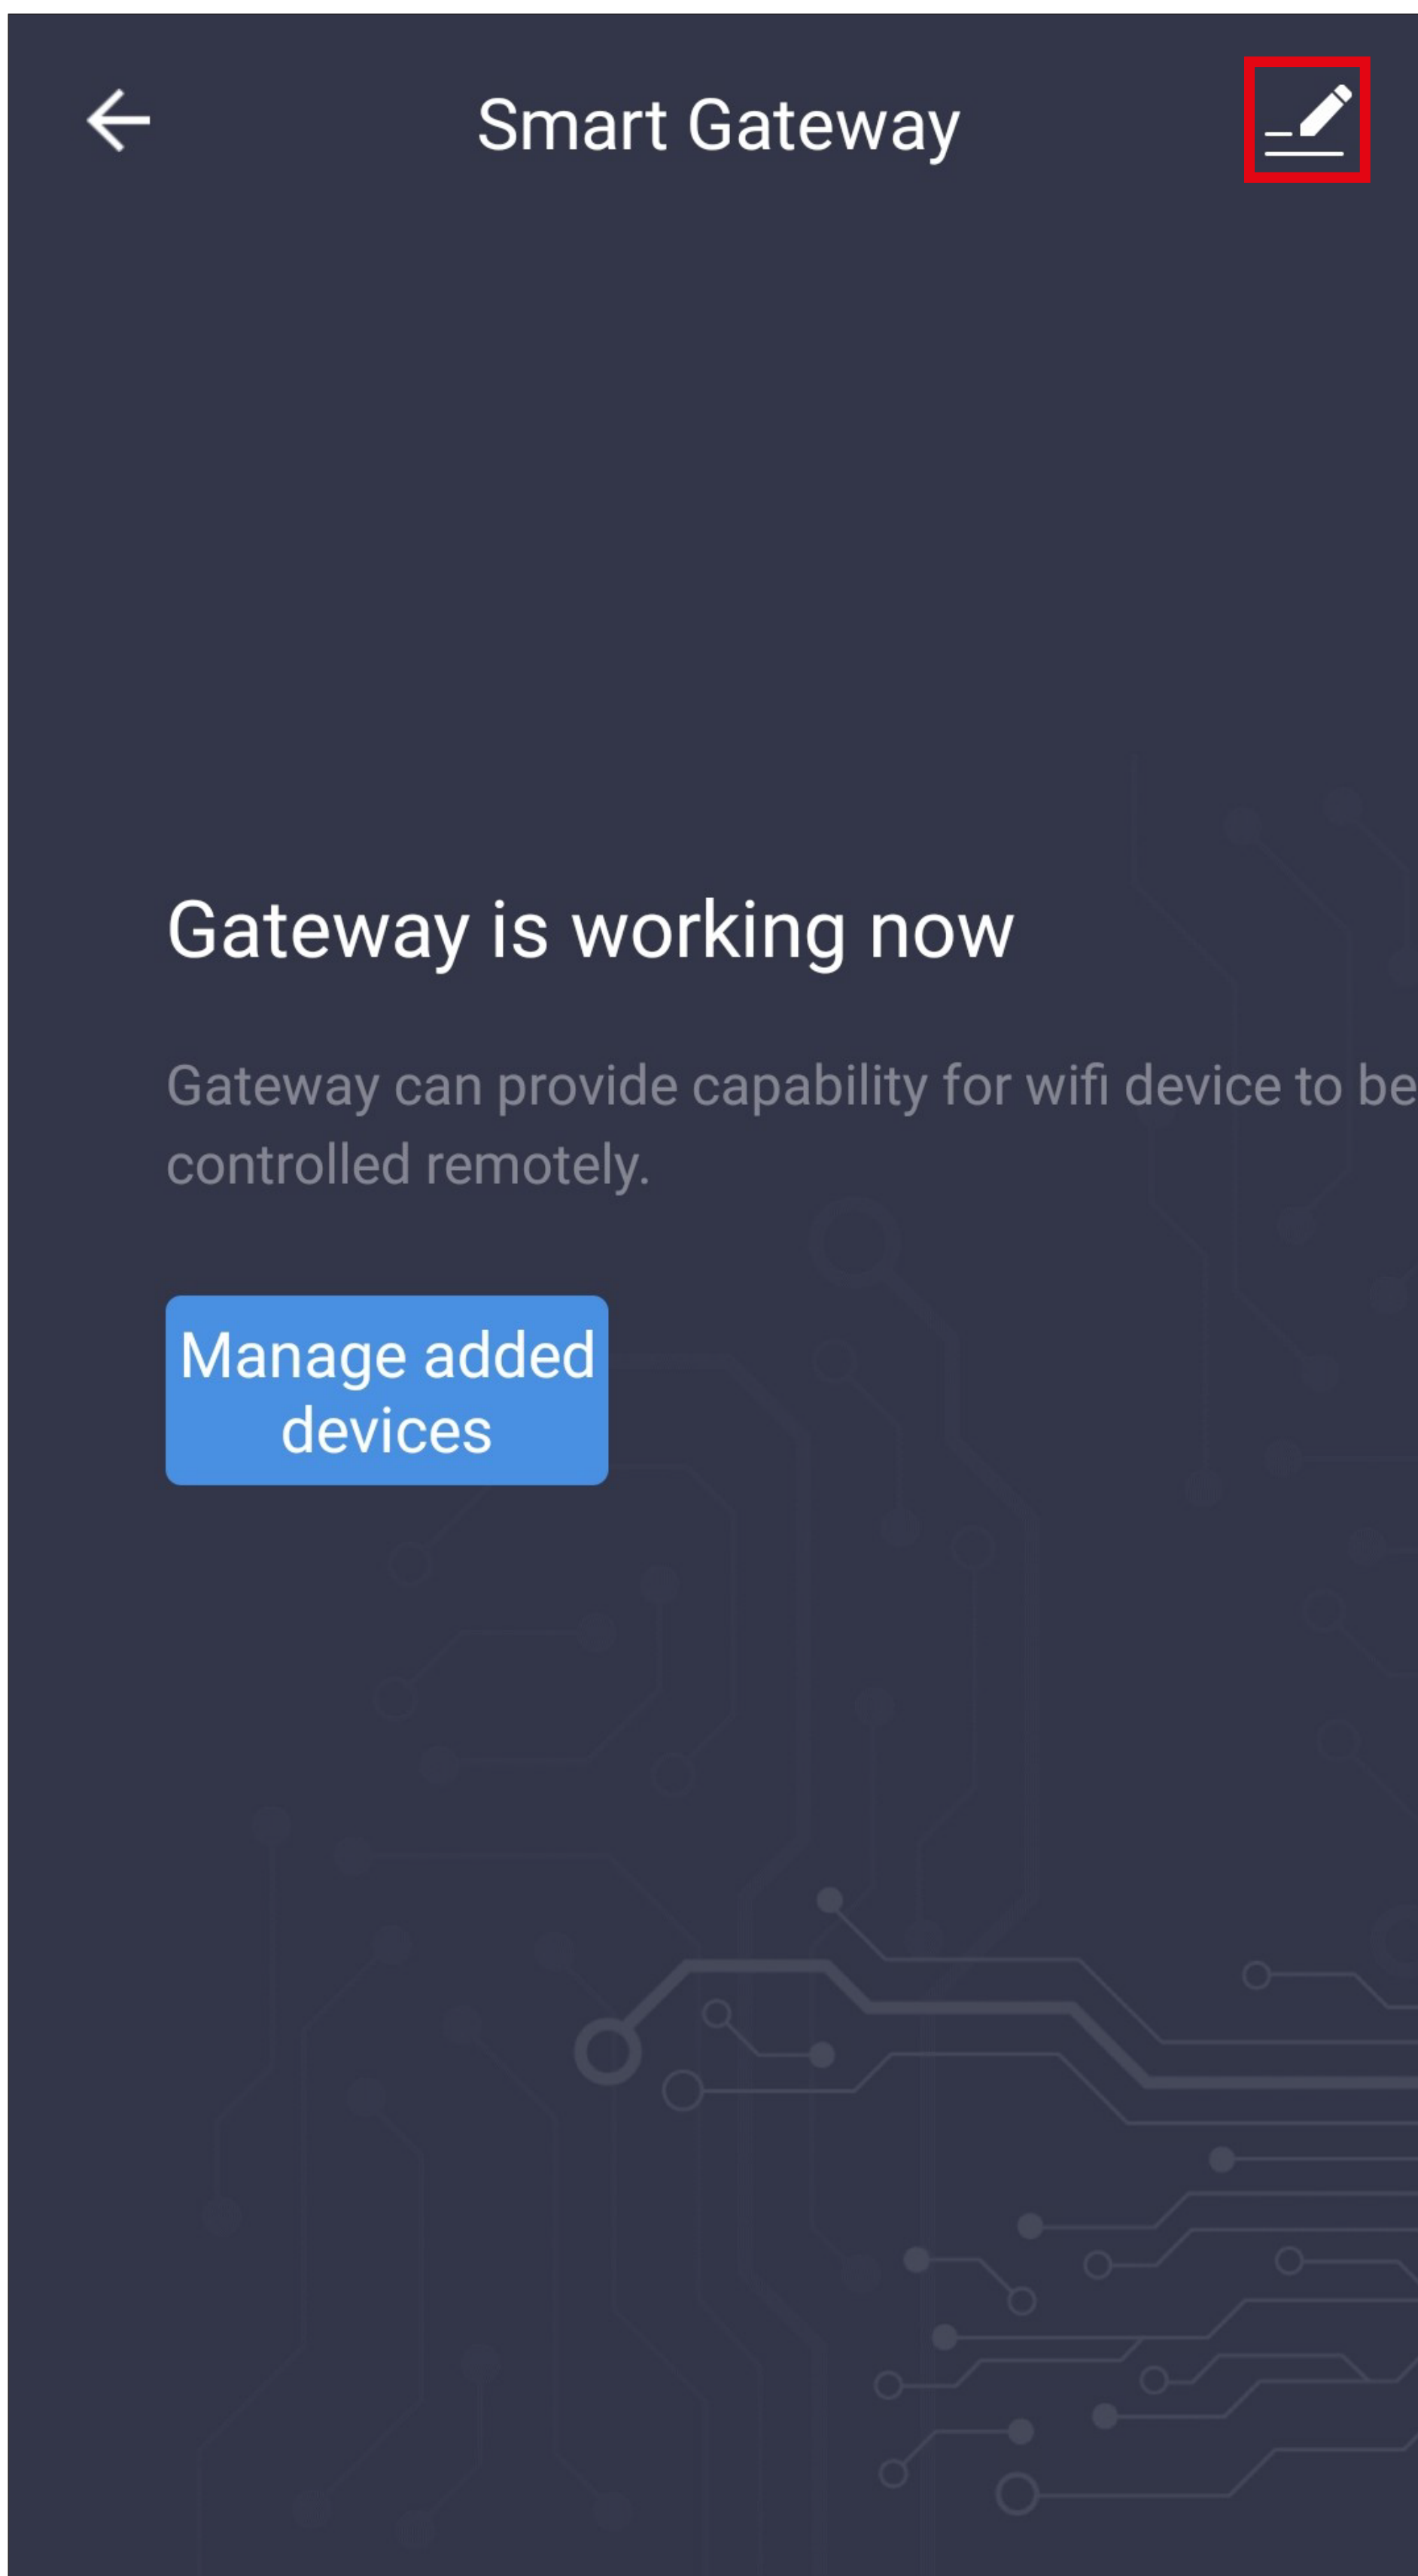 Smart Gateway
Gateway is working now
Gateway can provide capability for wifi device to be
controlled remotely.
Manage added
devices